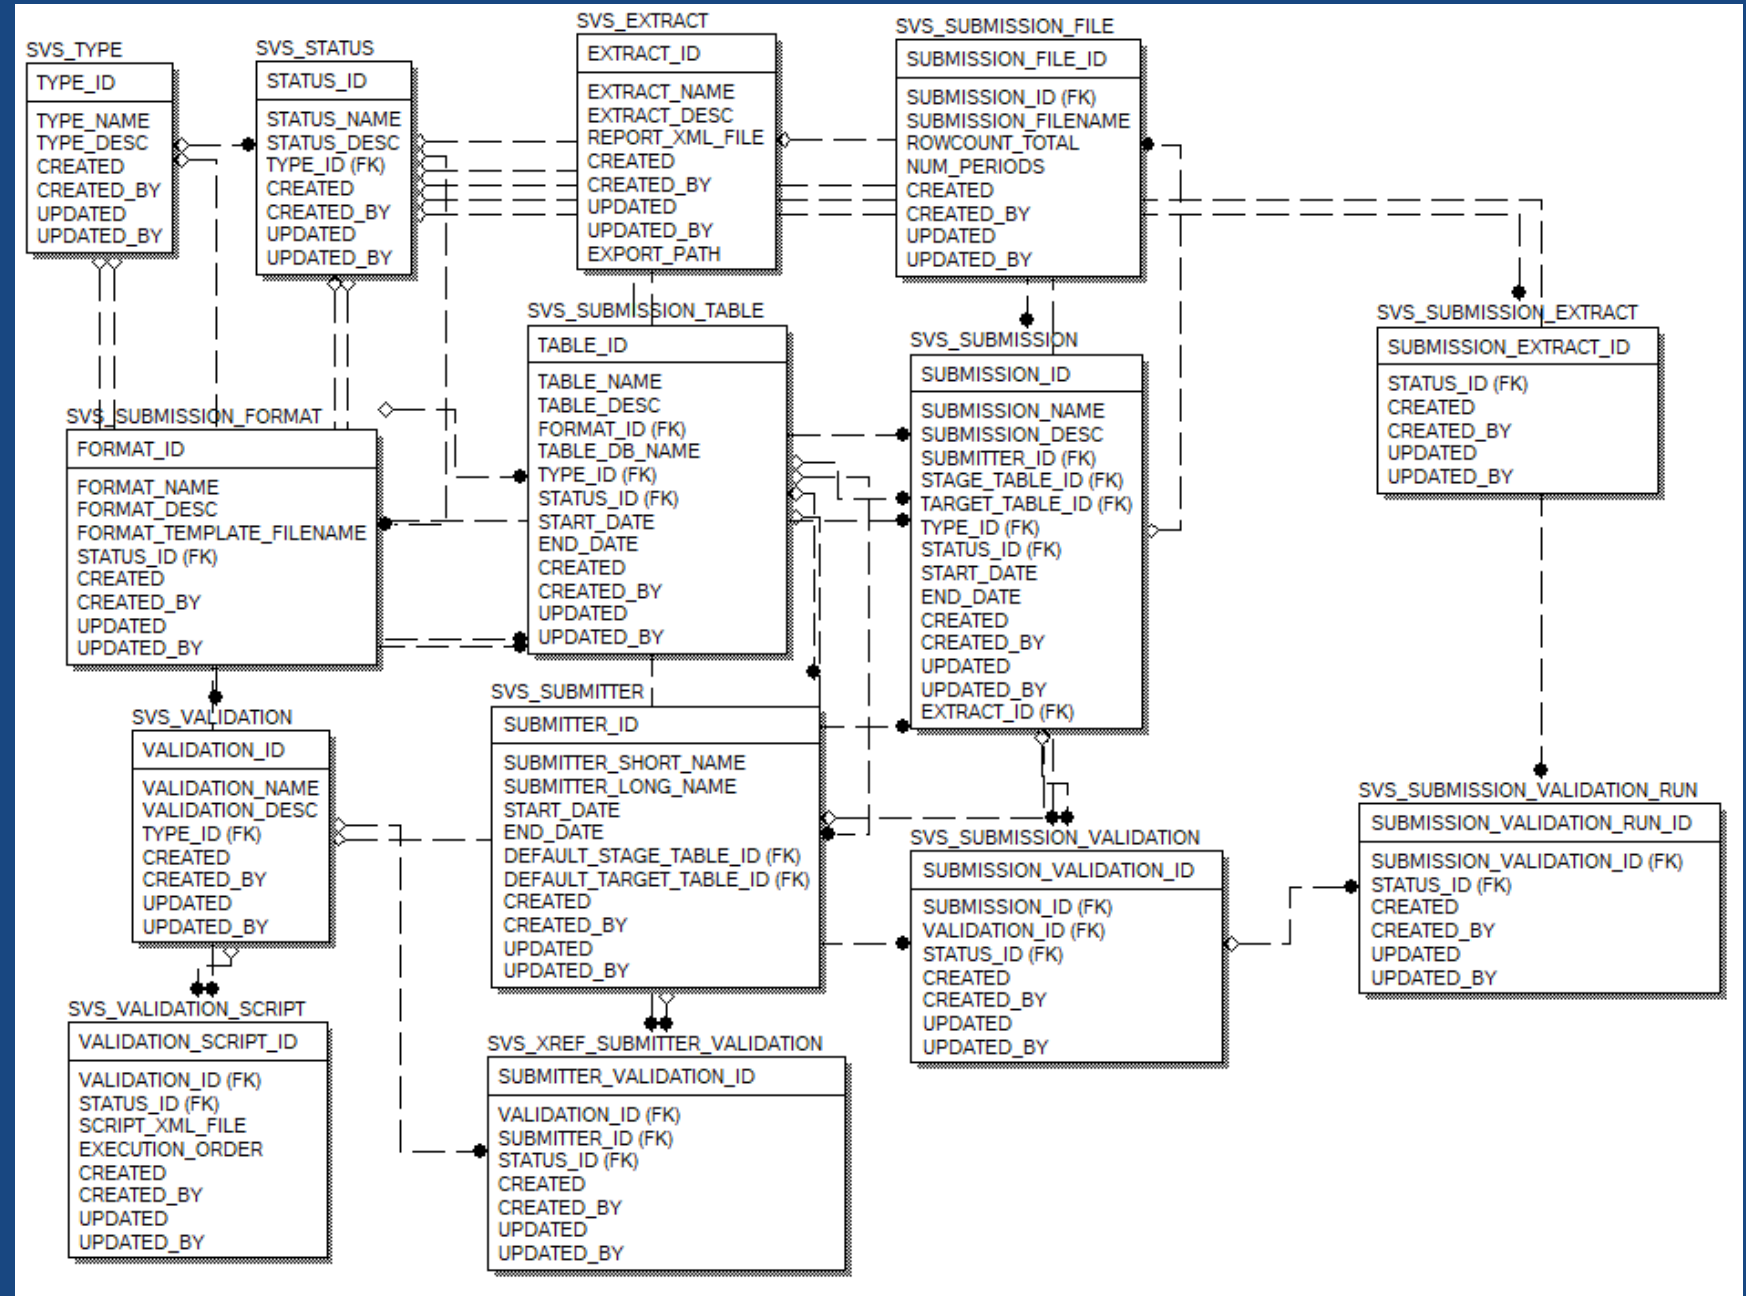 SVS_TYPE
TYPE_ID
TYPE_NAME
TYPE_DESC
CREATED
CREATED_BY
UPDATED
UPDATED_BY
SVS_STATUS
STATUS_ID
STATUS_NAME
STATUS_DESC
TYPE_ID (FK)
CREATED
CREATED_BY
UPDATED
UPDATED_BY
SVS_EXTRACT
EXTRACT_ID
EXTRACT_NAME
EXTRACT_DESC
REPORT_XML_FILE
CREATED
CREATED_BY
UPDATED
UPDATED_BY
EXPORT_PATH
SVS_SUBMISSION_FILE
SUBMISSION_FILE_ID
SUBMISSION_ID (FK)
SUBMISSION_FILENAME
ROWCOUNT_TOTAL
NUM_PERIODS
CREATED
CREATED_BY
UPDATED
UPDATED_BY
SVS_SUBMISSION_FORMAT
FORMAT_ID
FORMAT_NAME
FORMAT_DESC
FORMAT_TEMPLATE_FILENAME
STATUS_ID (FK)
CREATED
CREATED_BY
UPDATED
UPDATED_BY
SVS_SUBMISSION_TABLE
TABLE_ID
TABLE_NAME
TABLE_DESC
FORMAT_ID (FK)
TABLE_DB_NAME
TYPE_ID (FK)
STATUS_ID (FK)
START_DATE
END_DATE
CREATED
CREATED_BY
UPDATED
UPDATED_BY
SVS_SUBMISSION
SUBMISSION_ID
SUBMISSION_NAME
SUBMISSION_DESC
SUBMITTER_ID (FK)
STAGE_TABLE_ID (FK)
TARGET_TABLE_ID (FK)
TYPE_ID (FK)
STATUS_ID (FK)
START_DATE
END_DATE
CREATED
CREATED_BY
UPDATED
UPDATED_BY
EXTRACT_ID (FK)
SVS_SUBMISSION_EXTRACT
SUBMISSION_EXTRACT_ID
STATUS_ID (FK)
CREATED
CREATED_BY
UPDATED
UPDATED_BY
SVS_VALIDATION
VALIDATION_ID
VALIDATION_NAME
VALIDATION_DESC
TYPE_ID (FK)
CREATED
CREATED_BY
UPDATED
UPDATED_BY
SVS_SUBMITTER
SUBMITTER_ID
SUBMITTER_SHORT_NAME
SUBMITTER_LONG_NAME
START_DATE
END_DATE
DEFAULT_STAGE_TABLE_ID (FK)
DEFAULT_TARGET_TABLE_ID (FK)
CREATED
CREATED_BY
UPDATED
UPDATED_BY
SVS_SUBMISSION_VALIDATION
SUBMISSION_VALIDATION_ID
SUBMISSION_ID (FK)
VALIDATION_ID (FK)
STATUS_ID (FK)
CREATED
CREATED_BY
UPDATED
UPDATED_BY
SVS_SUBMISSION_VALIDATION_RUN
SUBMISSION_VALIDATION_RUN_ID
SUBMISSION_VALIDATION_ID (FK)
STATUS_ID (FK)
CREATED
CREATED_BY
UPDATED
UPDATED_BY
SVS_VALIDATION_SCRIPT
VALIDATION_SCRIPT_ID
VALIDATION_ID (FK)
STATUS_ID (FK)
SCRIPT_XML_FILE
EXECUTION_ORDER
CREATED
CREATED_BY
UPDATED
UPDATED_BY
SVS_XREF_SUBMITTER_VALIDATION
SUBMITTER_VALIDATION_ID
VALIDATION_ID (FK)
SUBMITTER_ID (FK)
STATUS_ID (FK)
CREATED
CREATED_BY
UPDATED
UPDATED_BY